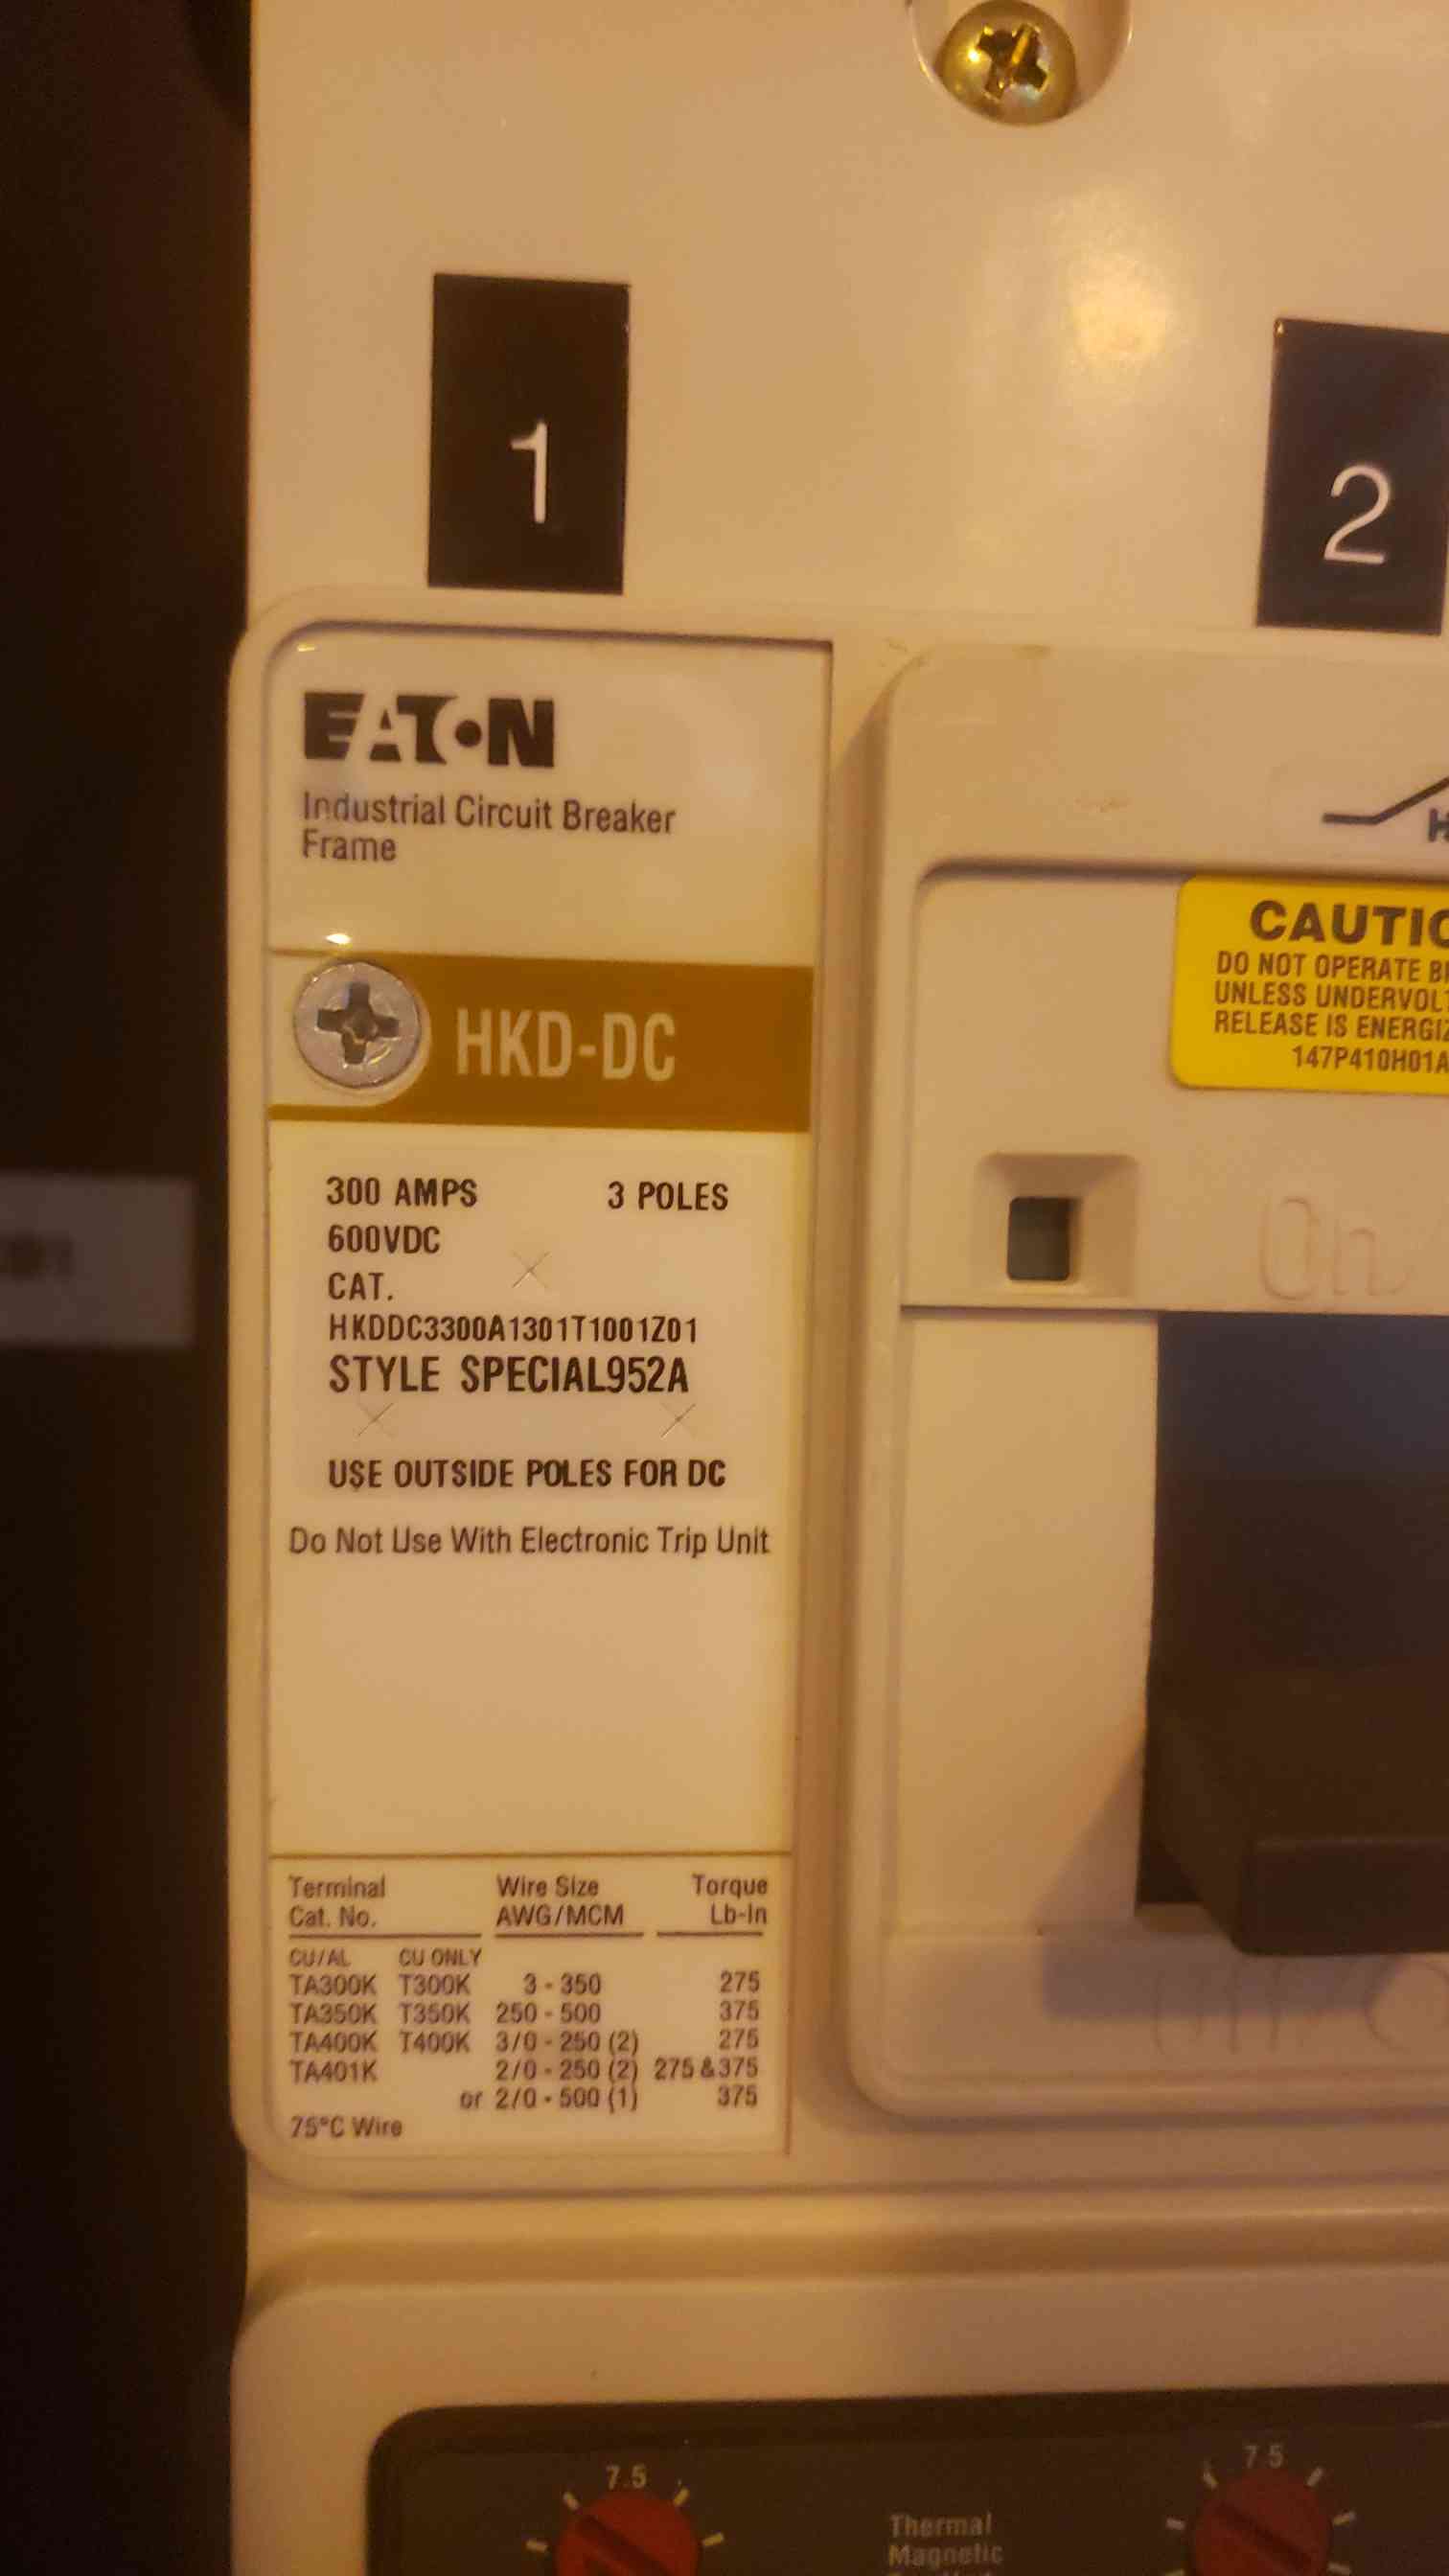 1
2
EATON
Industrial Circuit Breaker
Frame
HKD-DC
300 AMPS 3 POLES
600VDC
CAT.
HKDDC3300A1301T1001Z01
STYLE SPECIAL952A
USE OUTSIDE POLES FOR DC
Do Not Use With Electronic Trip Unit
Terminal Wire Size Torque
Cat. No. AWG/MCM Lb-In
CU/AL CU ONLY
TA300K T300K 3 - 350 275
TA350K T350K 250 - 500 375
TA400K T400K 3/0 - 250 (2) 275
TA401K 2/0 - 250 (2) 275 & 375
or 2/0 - 500 (1) 375
75°C Wire
H
CAUTIO
DO NOT OPERATE B
UNLESS UNDERVOL
RELEASE IS ENERGI
147P410H01A
On
Off
7.5
7.5
Thermal
Magnetic